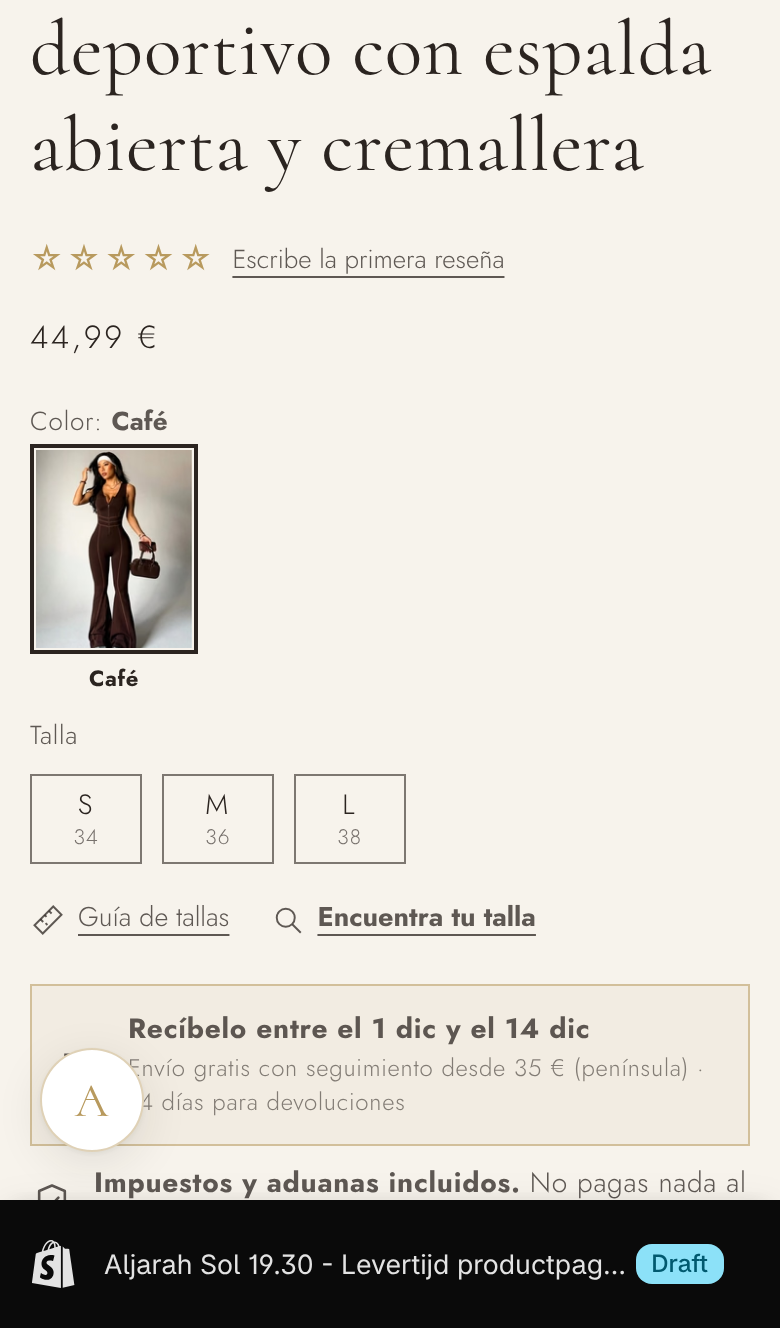 deportivo con espalda
abierta y cremallera
Escribe la primera reseña
44,99 €
Color: Café
Café
Talla
S
34
M
36
L
38
Guía de tallas
Encuentra tu talla
Recíbelo entre el 1 dic y el 14 dic
Envío gratis con seguimiento desde 35 € (península) ·
4 días para devoluciones
A
Impuestos y aduanas incluidos. No pagas nada al
Aljarah Sol 19.30 - Levertijd productpag...
Draft